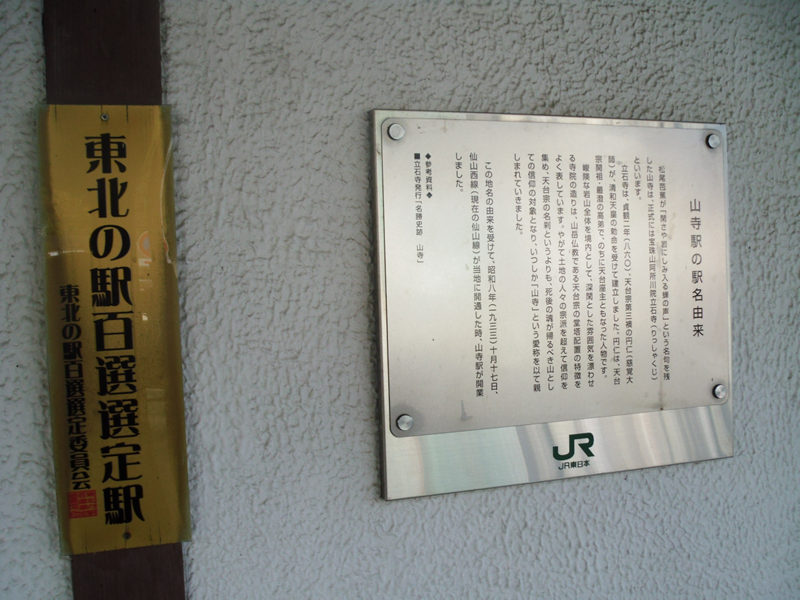 山寺駅の駅名由来
松尾芭蕉が「閑さや岩にしみ入る蝉の声」という名句を残
した山寺は、正式には宝珠山阿所川院立石寺(りっしゃくじ)
といいます。
立石寺は、貞観二年(八六〇)、天台宗第三祖の円仁(慈覚大
師)が、清和天皇の勅命を受けて建立しました。円仁は、天台
宗開祖・最澄の高弟で、のちに天台座主ともなった人物です。
峻険な岩山全体を境内として、深閑とした雰囲気を漂わせ
る寺院の造りは、山岳仏教である天台宗の堂塔配置の特徴を
よく表しています。やがて土地の人々の宗派を超えて信仰を
集め、天台宗の名刹というよりも、死後の魂が帰るべき山とし
ての信仰の対象となり、いつしか「山寺」という愛称を以て親
しまれていきました。
この地名の由来を受けて、昭和八年(一九三三)十月十七日、
仙山西線(現在の仙山線)が当地に開通した時、山寺駅が開業
しました。
◆参考資料◆
■立石寺発行「名勝史跡 山寺」
JR
JR東日本
東北の駅百選選定駅
東北の駅百選選定委員会